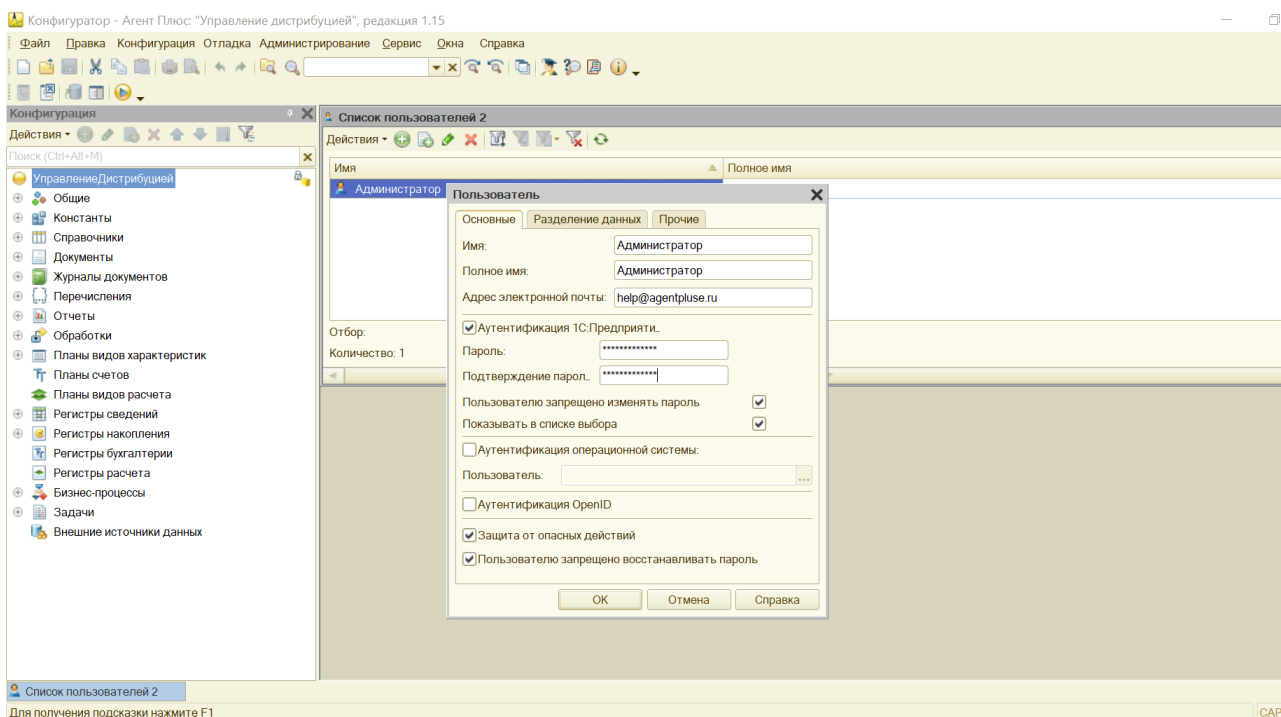 Конфигуратор - Агент Плюс: "Управление дистрибуцией", редакция 1.15
Файл Правка Конфигурация Отладка Администрирование Сервис Окна Справка
Конфигурация
Действия
Поиск (Ctrl+Alt+M)
УправлениеДистрибуцией
Общие
Константы
Справочники
Документы
Журналы документов
Перечисления
Отчеты
Обработки
Планы видов характеристик
Планы счетов
Планы видов расчета
Регистры сведений
Регистры накопления
Регистры бухгалтерии
Регистры расчета
Бизнес-процессы
Задачи
Внешние источники данных
Список пользователей 2
Действия
Имя Полное имя
Администратор
Отбор:
Количество: 1
Пользователь
Основные Разделение данных Прочие
Имя: Администратор
Полное имя: Администратор
Адрес электронной почты: help@agentpluse.ru
Аутентификация 1С:Предприяти..
Пароль: *************
Подтверждение парол.. *************
Пользователю запрещено изменять пароль
Показывать в списке выбора
Аутентификация операционной системы:
Пользователь: ...
Аутентификация OpenID
Защита от опасных действий
Пользователю запрещено восстанавливать пароль
OK Отмена Справка
Список пользователей 2
Для получения подсказки нажмите F1 CAP